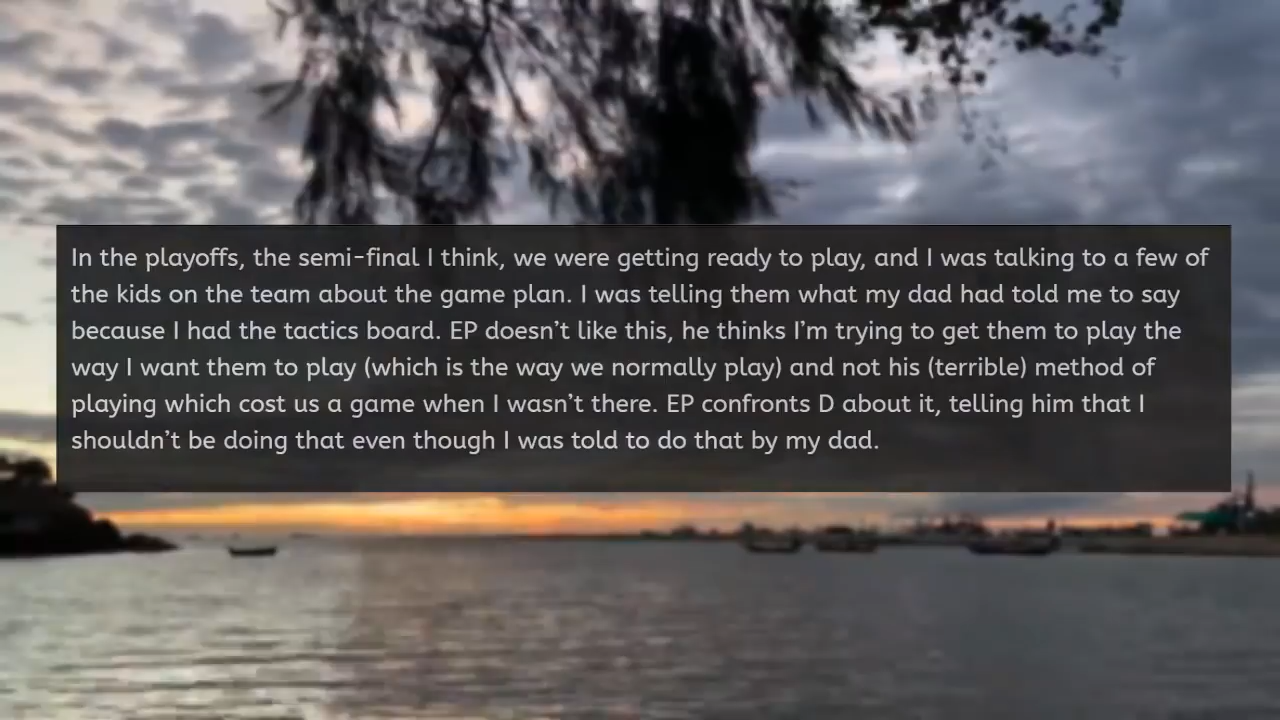 In the playoffs, the semi-final I think, we were getting ready to play, and I was talking to a few of
the kids on the team about the game plan. I was telling them what my dad had told me to say
because I had the tactics board. EP doesn’t like this, he thinks I’m trying to get them to play the
way I want them to play (which is the way we normally play) and not his (terrible) method of
playing which cost us a game when I wasn’t there. EP confronts D about it, telling him that I
shouldn’t be doing that even though I was told to do that by my dad.